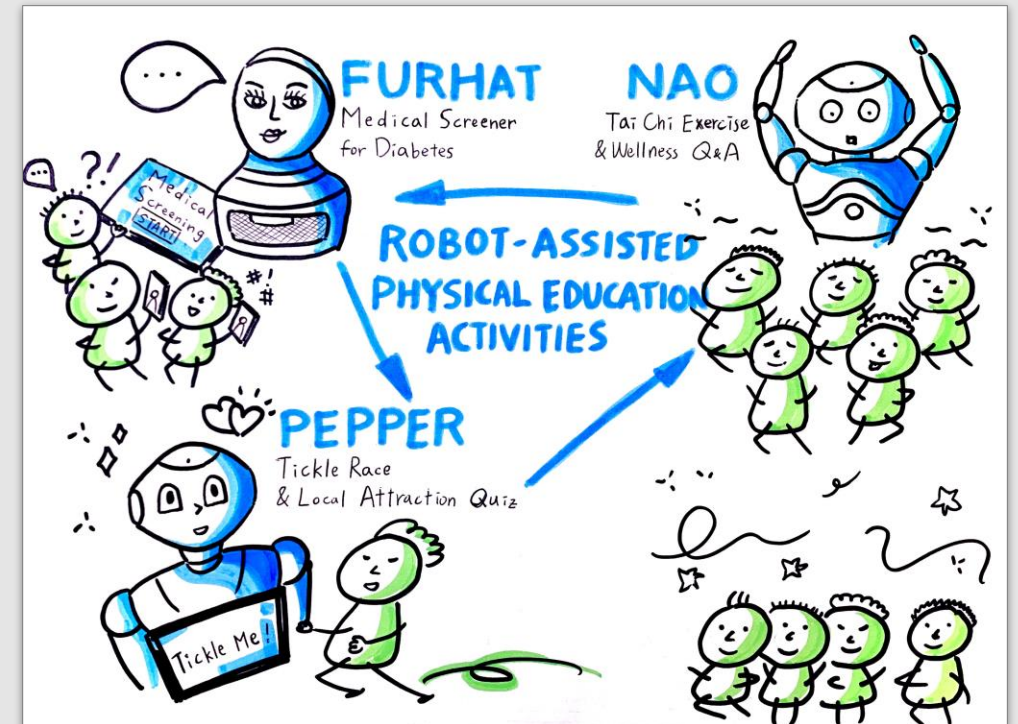 FURHAT
Medical Screener
for Diabetes
NAO
Tai Chi Exercise
& Wellness Q&A
...
...
?!
Medical
Screening
START
#!
#
ROBOT-ASSISTED
PHYSICAL EDUCATION
ACTIVITIES
PEPPER
Tickle Race
& Local Attraction Quiz
Tickle Me!